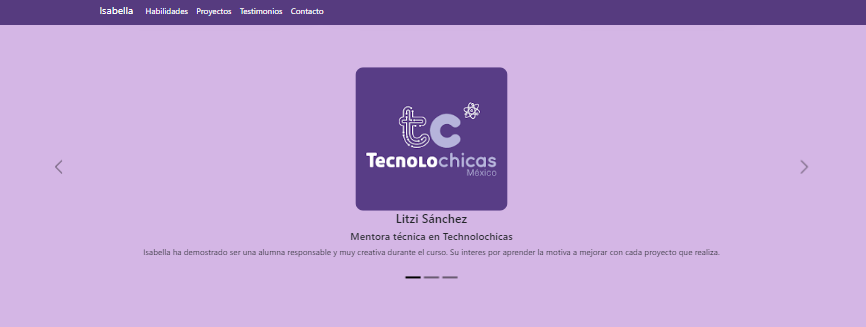 Isabella Habilidades Proyectos Testimonios Contacto
tc
Tecnolochicas
México
Litzi Sánchez
Mentora técnica en Technolochicas
Isabella ha demostrado ser una alumna responsable y muy creativa durante el curso. Su interes por aprender la motiva a mejorar con cada proyecto que realiza.